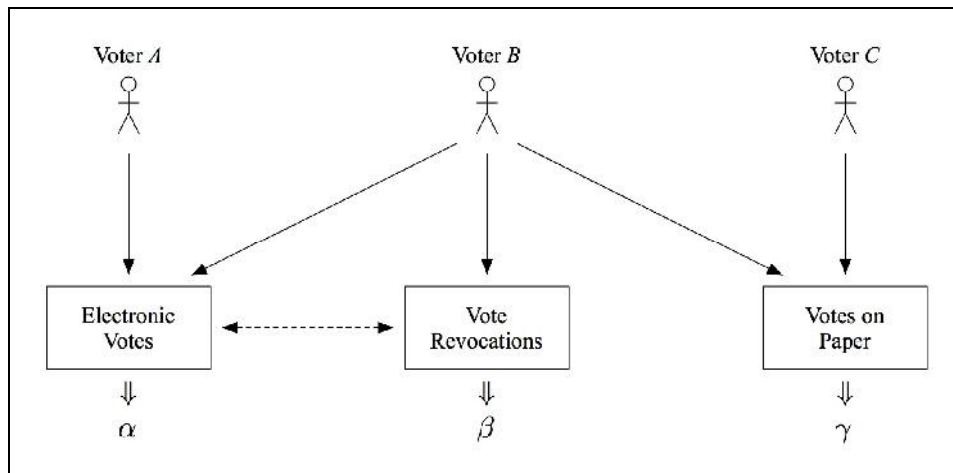 Voter A
Voter B
Voter C
Electronic
Votes
Vote
Revocations
Votes on
Paper
⇓
⇓
⇓
α
β
γ